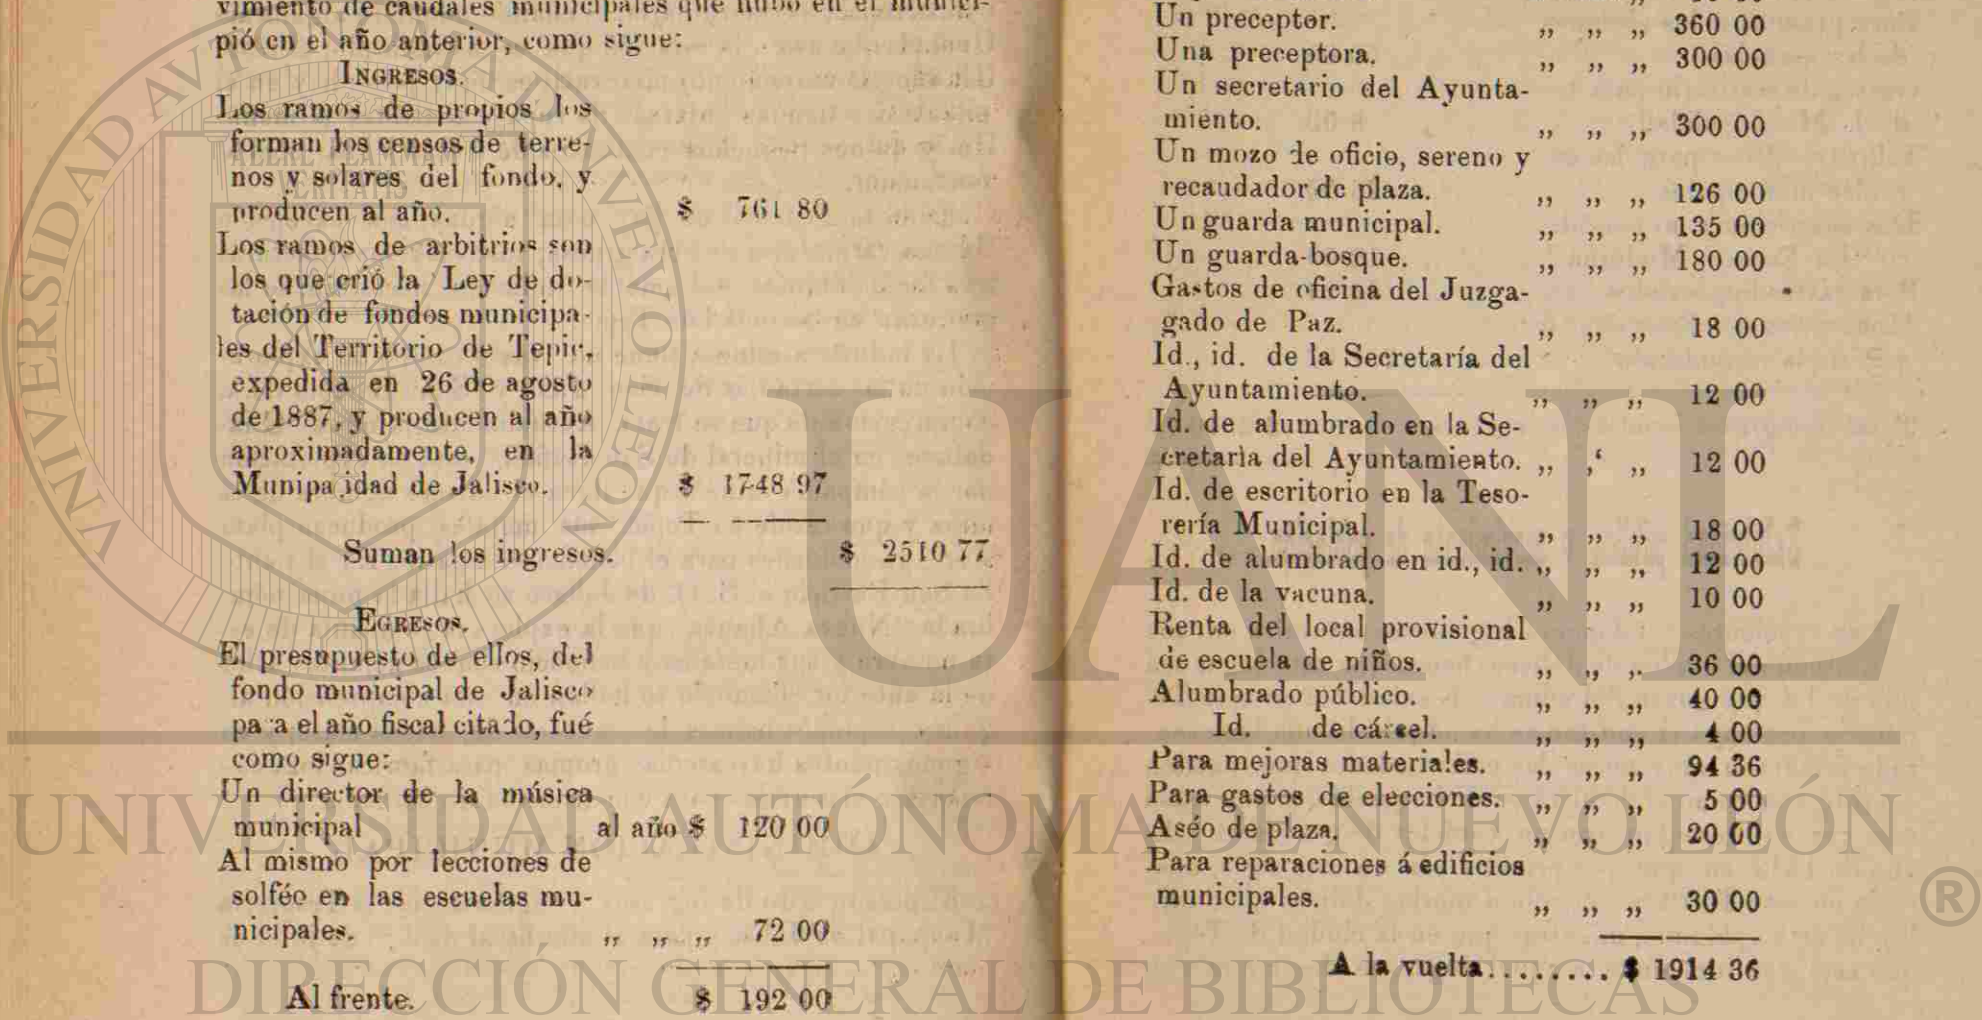 vimiento de caudales municipales que hubo en el munici-
pió en el año anterior, como sigue:
INGRESOS.
Los ramos de propios los
forman los censos de terre-
nos y solares del fondo, y
producen al año. $ 761 80
Los ramos de arbitrios son
los que crió la Ley de do-
tación de fondos municipa-
les del Territorio de Tepic,
expedida en 26 de agosto
de 1887, y producen al año
aproximadamente, en la
Munipa idad de Jalisco. $ 1748 97
Suman los ingresos. $ 2510 77
EGRESOS.
El presupuesto de ellos, del
fondo municipal de Jalisco
pa a el año fiscal citado, fué
como sigue:
Un director de la música
municipal al año $ 120 00
Al mismo por lecciones de
solféo en las escuelas mu-
nicipales. ,, ,, ,, 72 00
Al frente. $ 192 00
Un preceptor. ,, ,, ,, 360 00
Una preceptora. ,, ,, ,, 300 00
Un secretario del Ayunta-
miento. ,, ,, ,, 300 00
Un mozo de oficio, sereno y
recaudador de plaza. ,, ,, ,, 126 00
Un guarda municipal. ,, ,, ,, 135 00
Un guarda-bosque. ,, ,, ,, 180 00
Gastos de oficina del Juzga-
gado de Paz. ,, ,, ,, 18 00
Id., id. de la Secretaría del
Ayuntamiento. ,, ,, ,, 12 00
Id. de alumbrado en la Se-
cretaria del Ayuntamiento. ,, ,‘ ,, 12 00
Id. de escritorio en la Teso-
rería Municipal. ,, ,, ,, 18 00
Id. de alumbrado en id., id. ,, ,, ,, 12 00
Id. de la vacuna. ,, ,, ,, 10 00
Renta del local provisional
de escuela de niños. ,, ,, ,, 36 00
Alumbrado público. ,, ,, ,, 40 00
Id. de cárcel. ,, ,, ,, 4 00
Para mejoras materiales. ,, ,, ,, 94 36
Para gastos de elecciones. ,, ,, ,, 5 00
Aséo de plaza. ,, ,, ,, 20 00
Para reparaciones á edificios
municipales. ,, ,, ,, 30 00
A la vuelta........ $ 1914 36
UNIVERSIDAD AUTÓNOMA DE NUEVO LEÓN
ALERE FLAMMAM
VERITATIS
UANL
UNIVERSIDAD AUTÓNOMA DE NUEVO LEÓN
®
DIRECCIÓN GENERAL DE BIBLIOTECAS